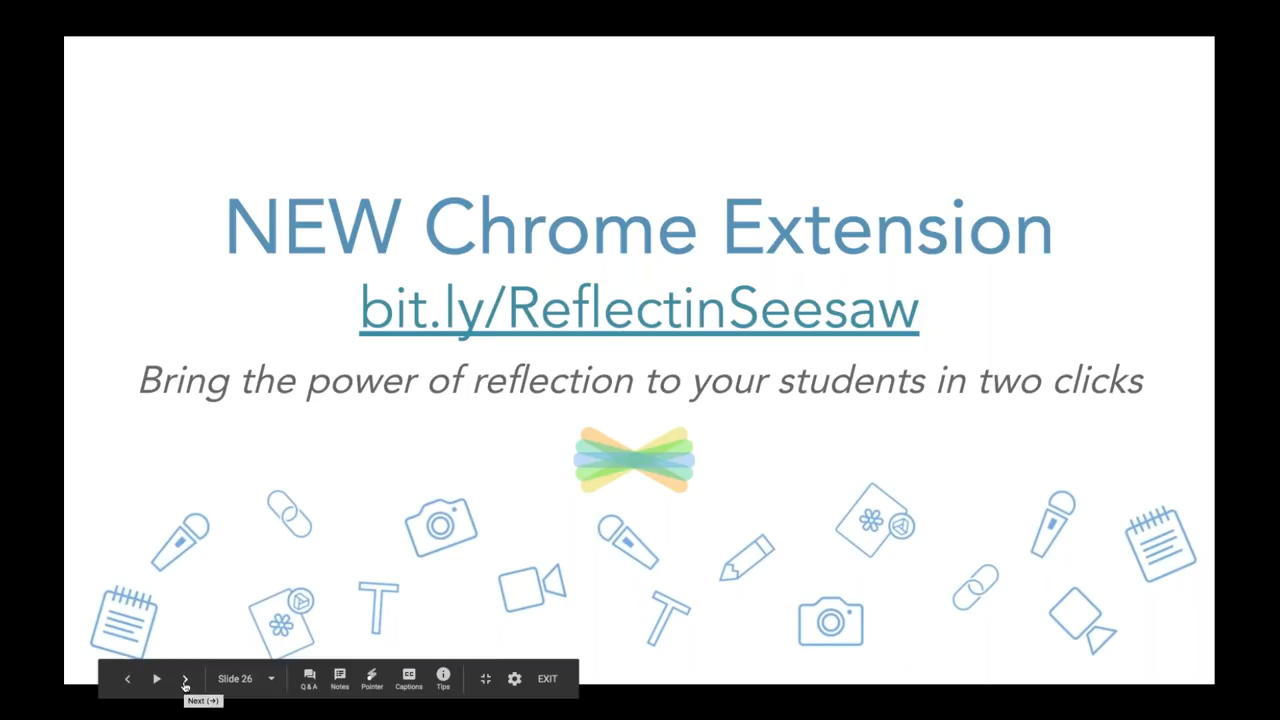 NEW Chrome Extension
bit.ly/ReflectinSeesaw
Bring the power of reflection to your students in two clicks
Slide 26
Q & A
Notes
Pointer
Captions
Tips
EXIT
Next (→)